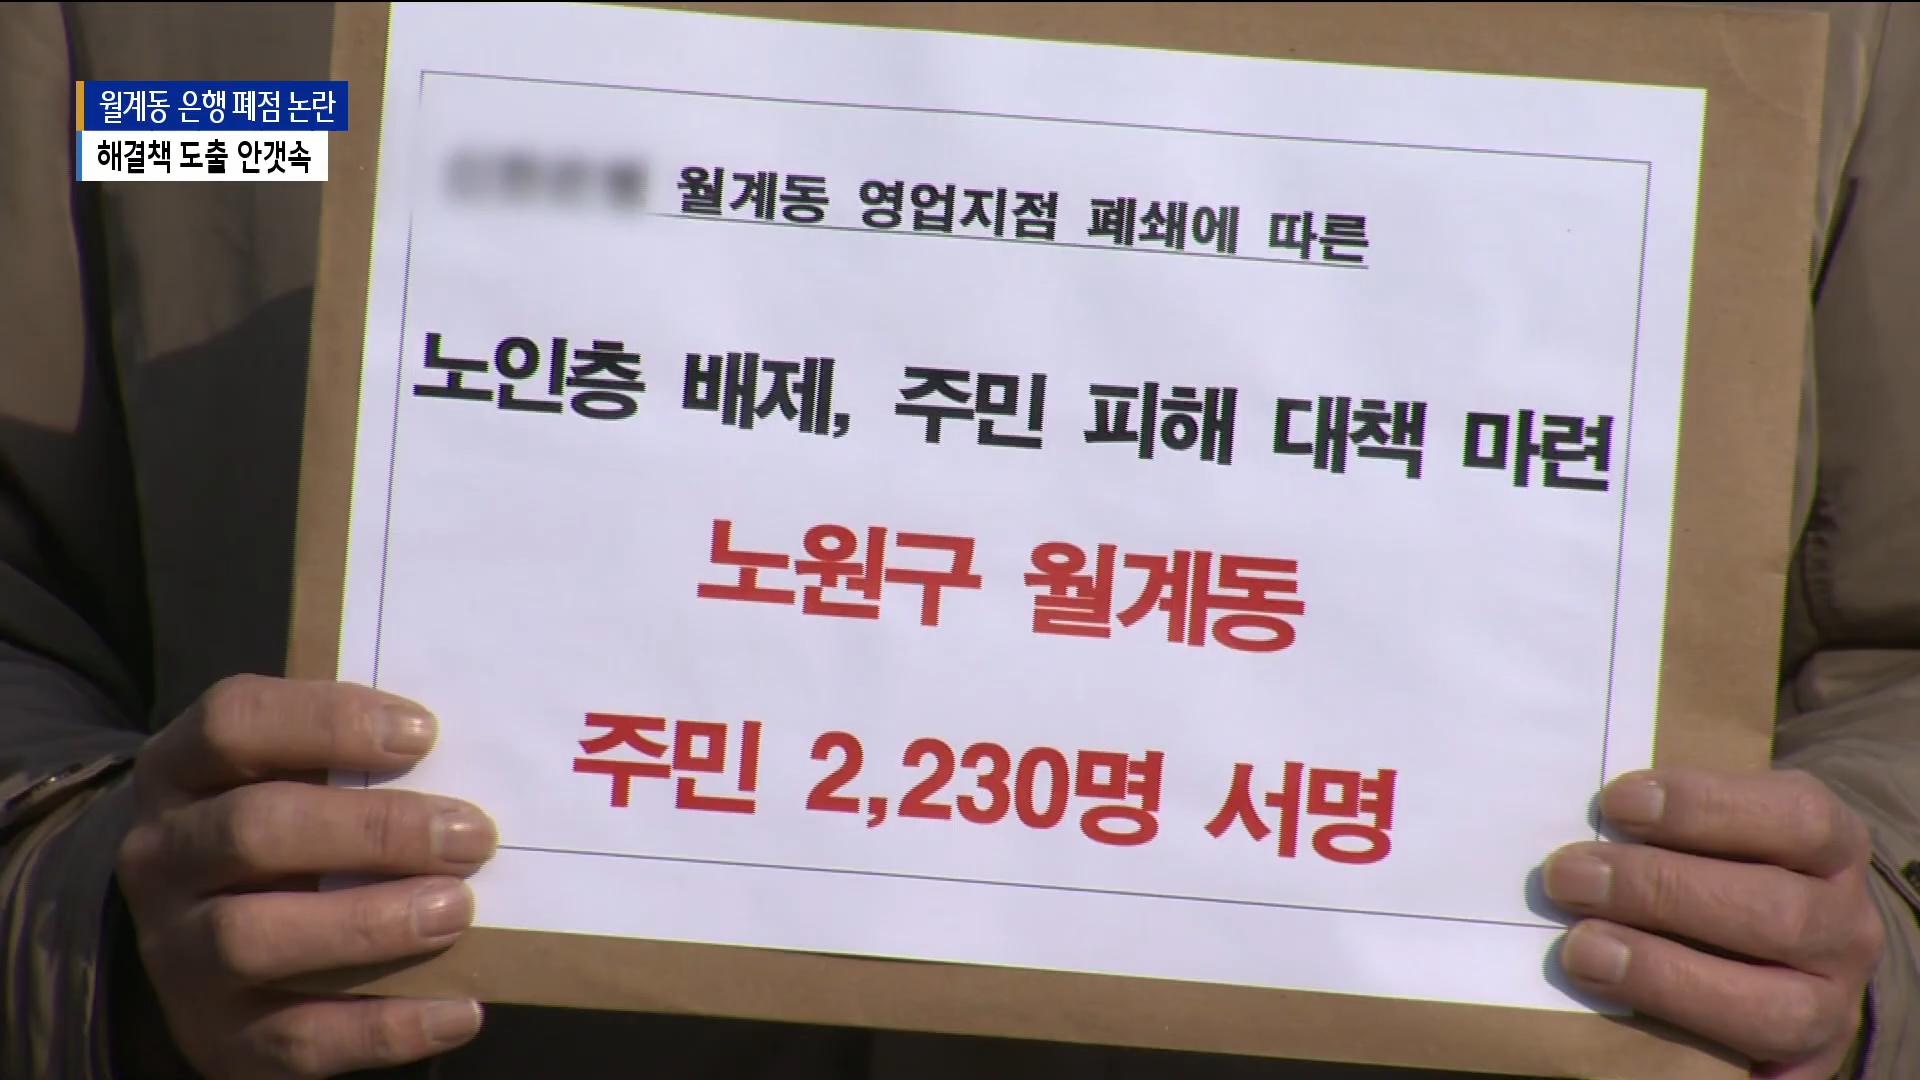 월계동 은행 폐점 논란
해결책 도출 안갯속
월계동 영업지점 폐쇄에 따른
노인층 배제, 주민 피해 대책 마련
노원구 월계동
주민 2,230명 서명